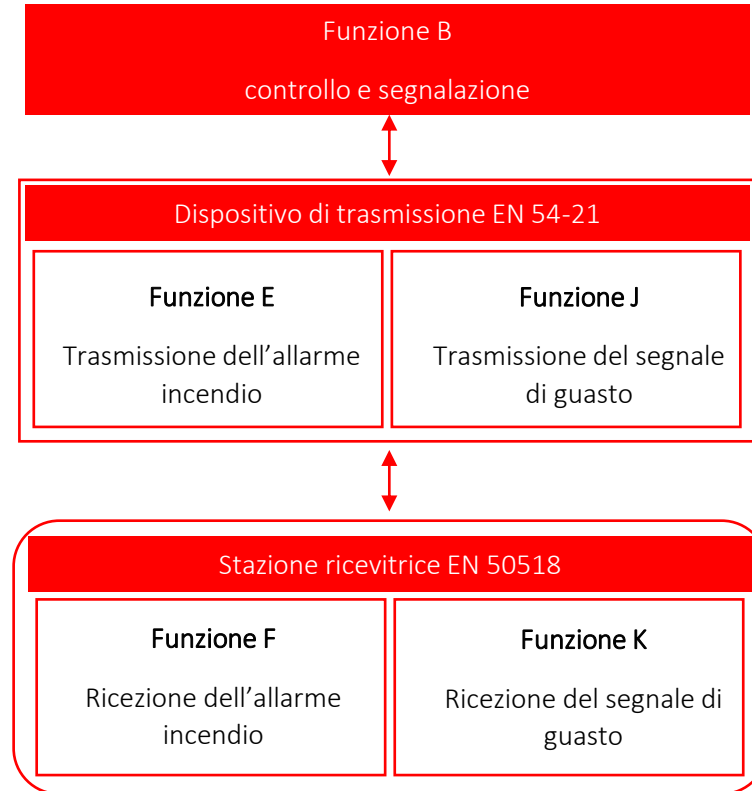 Funzione B
controllo e segnalazione
Dispositivo di trasmissione EN 54-21
Funzione E
Trasmissione dell’allarme
incendio
Funzione J
Trasmissione del segnale
di guasto
Stazione ricevitrice EN 50518
Funzione F
Ricezione dell’allarme
incendio
Funzione K
Ricezione del segnale di
guasto